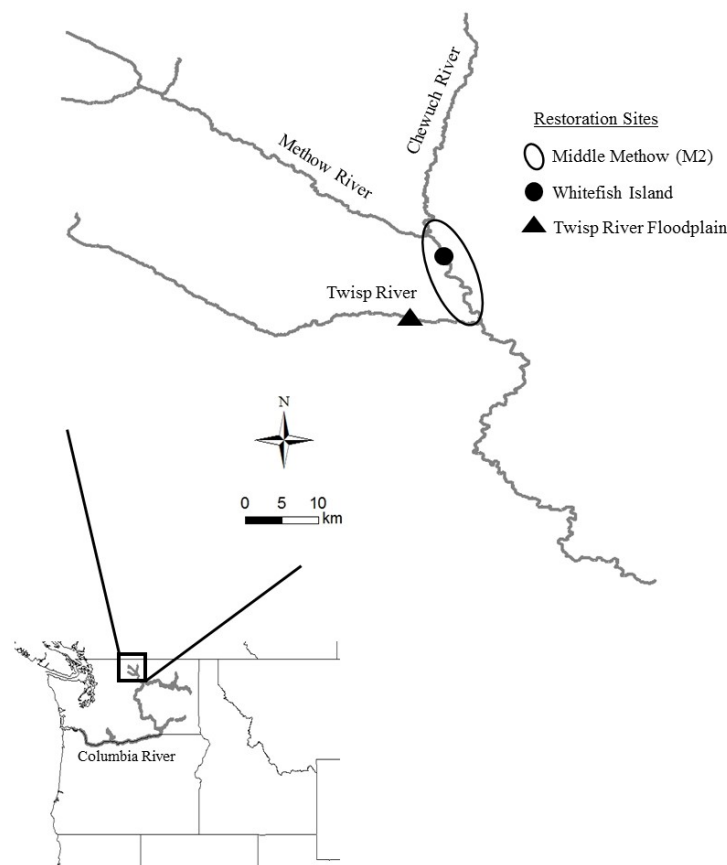 Chewuch River
Methow River
Restoration Sites
Middle Methow (M2)
Whitefish Island
Twisp River Floodplain
Twisp River
N
0 5 10
km
Columbia River